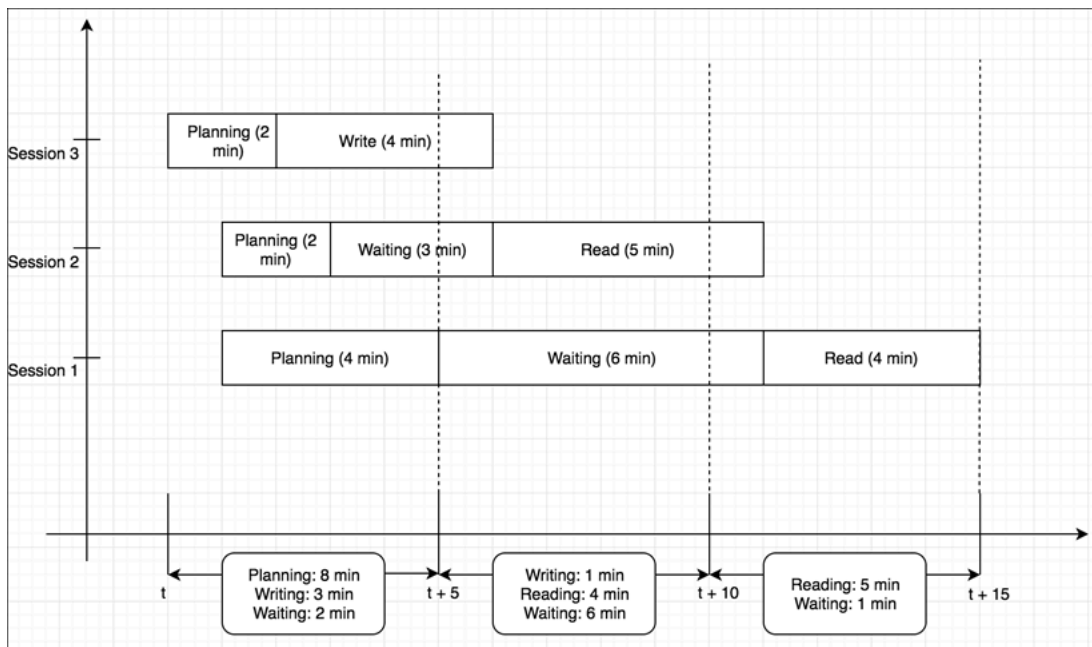 Planning (2
min)
Write (4 min)
Session 3
Planning (2
min)
Waiting (3 min)
Read (5 min)
Session 2
Planning (4 min)
Waiting (6 min)
Read (4 min)
Session 1
t
Planning: 8 min
Writing: 3 min
Waiting: 2 min
t + 5
Writing: 1 min
Reading: 4 min
Waiting: 6 min
t + 10
Reading: 5 min
Waiting: 1 min
t + 15